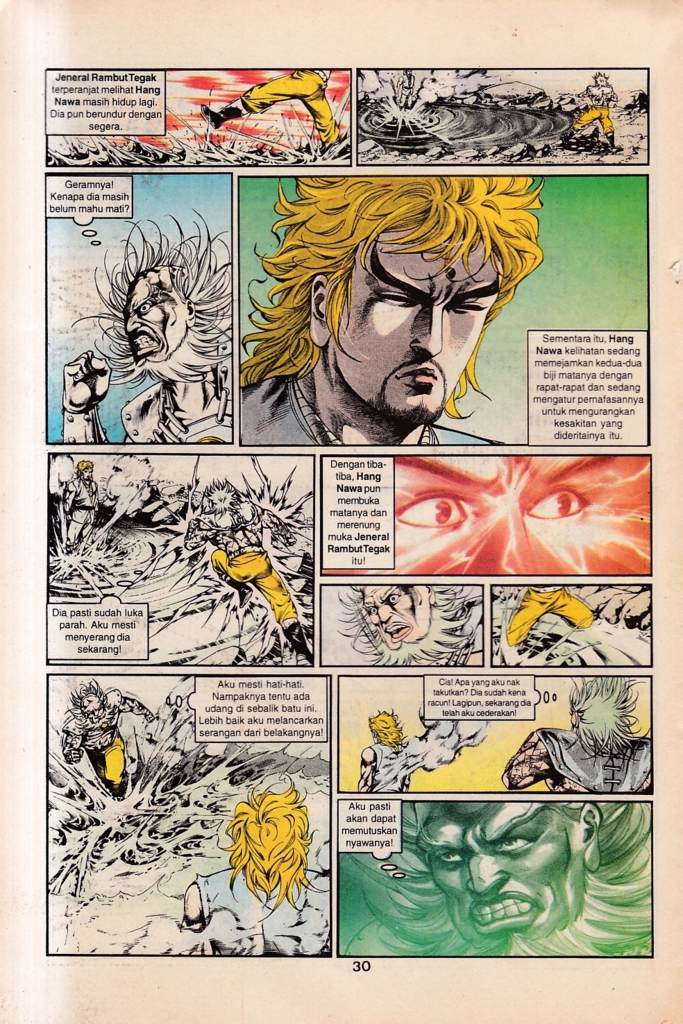 Jeneral Rambut Tegak
terperanjat melihat Hang
Nawa masih hidup lagi.
Dia pun berundur dengan
segera.
Geramnya!
Kenapa dia masih
belum mahu mati?
Sementara itu, Hang
Nawa kelihatan sedang
memejamkan kedua-dua
biji matanya dengan
rapat-rapat dan sedang
mengatur pernafasannya
untuk mengurangkan
kesakitan yang
dideritainya itu.
Dia pasti sudah luka
parah. Aku mesti
menyerang dia
sekarang!
Dengan tiba-
tiba, Hang
Nawa pun
membuka
matanya dan
merenung
muka Jeneral
Rambut Tegak
itu!
Aku mesti hati-hati.
Nampaknya tentu ada
udang di sebalik batu ini.
Lebih baik aku melancarkan
serangan dari belakangnya!
Cis! Apa yang aku nak
takutkan? Dia sudah kena
racun! Lagipun, sekarang dia
telah aku cederakan!
Aku pasti
akan dapat
memutuskan
nyawanya!
30